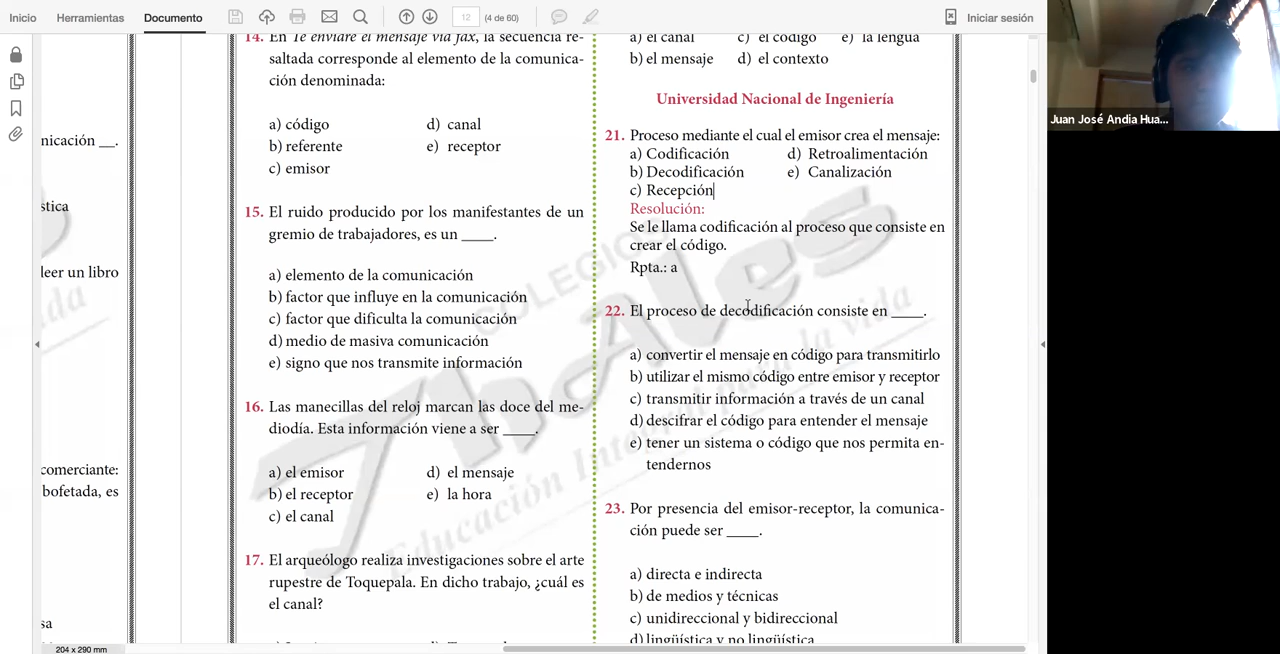 Inicio
Herramientas
Documento
12
(4 de 60)
Iniciar sesión
nicación __.
stica
leer un libro
comerciante:
bofetada, es
sa
14. En Te enviaré el mensaje vía fax, la secuencia re-
saltada corresponde al elemento de la comunica-
ción denominada:
a) código
d) canal
b) referente
e) receptor
c) emisor
15. El ruido producido por los manifestantes de un
gremio de trabajadores, es un ____.
a) elemento de la comunicación
b) factor que influye en la comunicación
c) factor que dificulta la comunicación
d) medio de masiva comunicación
e) signo que nos transmite información
16. Las manecillas del reloj marcan las doce del me-
diodía. Esta información viene a ser ____.
a) el emisor
d) el mensaje
b) el receptor
e) la hora
c) el canal
17. El arqueólogo realiza investigaciones sobre el arte
rupestre de Toquepala. En dicho trabajo, ¿cuál es
el canal?
a) el canal
c) el código
e) la lengua
b) el mensaje
d) el contexto
Universidad Nacional de Ingeniería
21. Proceso mediante el cual el emisor crea el mensaje:
a) Codificación
d) Retroalimentación
b) Decodificación
e) Canalización
c) Recepción
Resolución:
Se le llama codificación al proceso que consiste en
crear el código.
Rpta.: a
22. El proceso de decodificación consiste en ____.
a) convertir el mensaje en código para transmitirlo
b) utilizar el mismo código entre emisor y receptor
c) transmitir información a través de un canal
d) descifrar el código para entender el mensaje
e) tener un sistema o código que nos permita en-
tendernos
23. Por presencia del emisor-receptor, la comunica-
ción puede ser ____.
a) directa e indirecta
b) de medios y técnicas
c) unidireccional y bidireccional
d) lingüística y no lingüística
COLEGIOS
Thales
Educación Integral para la vida
204 x 290 mm
Juan José Andia Hua...